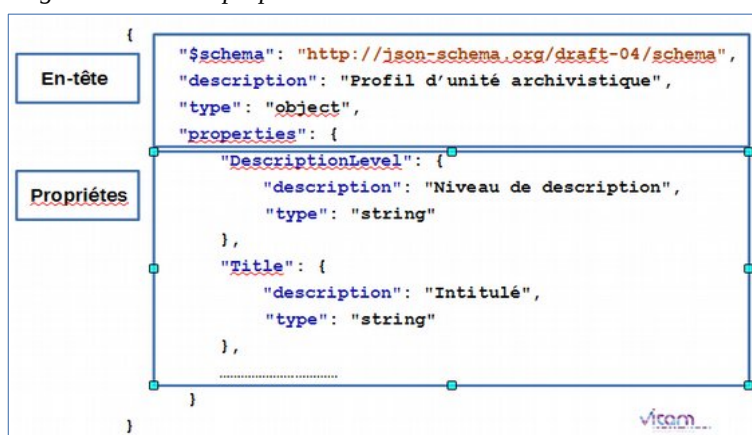 {
En-tête
"$schema": "http://json-schema.org/draft-04/schema",
"description": "Profil d'unité archivistique",
"type": "object",
"properties": {
Propriétes
"DescriptionLevel": {
"description": "Niveau de description",
"type": "string"
},
"Title": {
"description": "Intitulé",
"type": "string"
},
....................................
}
}
vitam